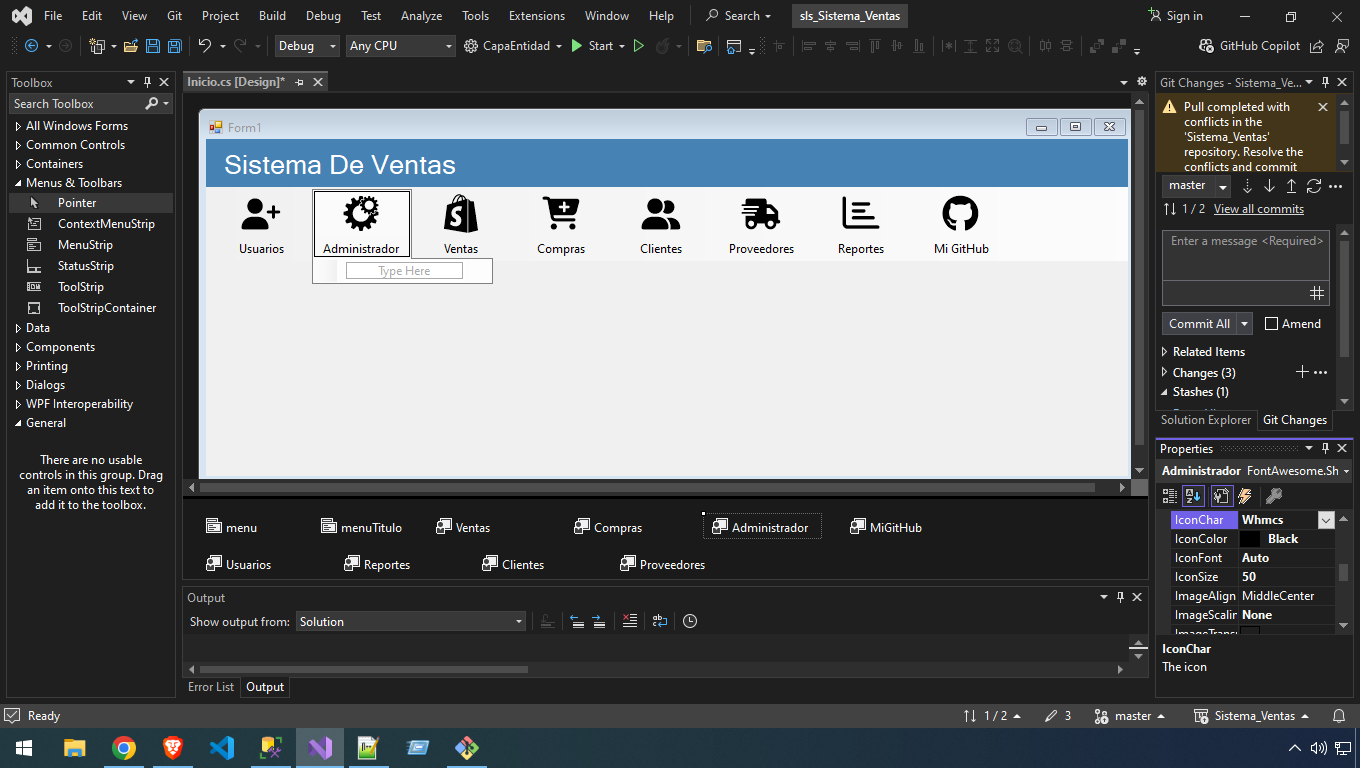 File Edit View Git Project Build Debug Test Analyze Tools Extensions Window Help Search sls_Sistema_Ventas Sign in
Debug Any CPU CapaEntidad Start GitHub Copilot
Toolbox
Search Toolbox
All Windows Forms
Common Controls
Containers
Menus & Toolbars
Pointer
ContextMenuStrip
MenuStrip
StatusStrip
ToolStrip
ToolStripContainer
Data
Components
Printing
Dialogs
WPF Interoperability
General
There are no usable
controls in this group. Drag
an item onto this text to
add it to the toolbox.
Inicio.cs [Design]*
Form1
Sistema De Ventas
Usuarios Administrador Ventas Compras Clientes Proveedores Reportes Mi GitHub
Type Here
menu menuTitulo Ventas Compras Administrador MiGitHub
Usuarios Reportes Clientes Proveedores
Output
Show output from: Solution
Error List Output
Git Changes - Sistema_Ve...
Pull completed with
conflicts in the
'Sistema_Ventas'
repository. Resolve the
conflicts and commit
master
1 / 2 View all commits
Enter a message <Required>
Commit All Amend
Related Items
Changes (3)
Stashes (1)
Solution Explorer Git Changes
Properties
Administrador FontAwesome.Sh
IconChar Whmcs
IconColor Black
IconFont Auto
IconSize 50
ImageAlign MiddleCenter
ImageScalin None
IconChar
The icon
Ready 1 / 2 3 master Sistema_Ventas